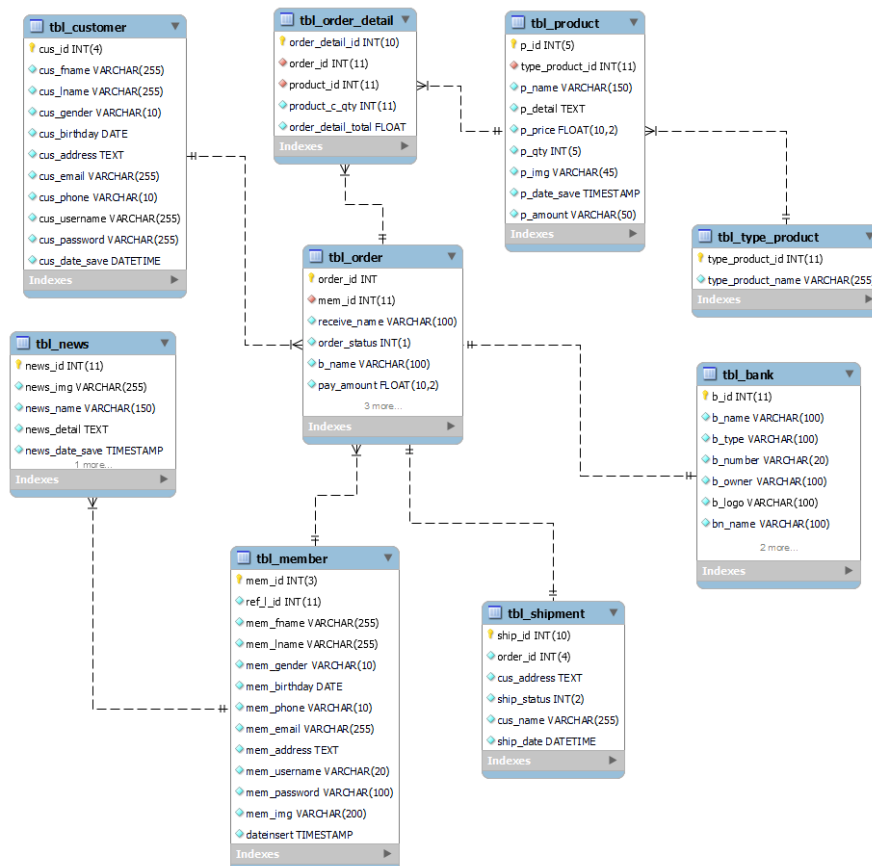 tbl_customer
cus_id INT(4)
cus_fname VARCHAR(255)
cus_lname VARCHAR(255)
cus_gender VARCHAR(10)
cus_birthday DATE
cus_address TEXT
cus_email VARCHAR(255)
cus_phone VARCHAR(10)
cus_username VARCHAR(255)
cus_password VARCHAR(255)
cus_date_save DATETIME
Indexes
tbl_order_detail
order_detail_id INT(10)
order_id INT(11)
product_id INT(11)
product_c_qty INT(11)
order_detail_total FLOAT
Indexes
tbl_product
p_id INT(5)
type_product_id INT(11)
p_name VARCHAR(150)
p_detail TEXT
p_price FLOAT(10,2)
p_qty INT(5)
p_img VARCHAR(45)
p_date_save TIMESTAMP
p_amount VARCHAR(50)
Indexes
tbl_type_product
type_product_id INT(11)
type_product_name VARCHAR(255)
Indexes
tbl_order
order_id INT
mem_id INT(11)
receive_name VARCHAR(100)
order_status INT(1)
b_name VARCHAR(100)
pay_amount FLOAT(10,2)
3 more...
Indexes
tbl_news
news_id INT(11)
news_img VARCHAR(255)
news_name VARCHAR(150)
news_detail TEXT
news_date_save TIMESTAMP
1 more...
Indexes
tbl_bank
b_id INT(11)
b_name VARCHAR(100)
b_type VARCHAR(100)
b_number VARCHAR(20)
b_owner VARCHAR(100)
b_logo VARCHAR(100)
bn_name VARCHAR(100)
2 more...
Indexes
tbl_member
mem_id INT(3)
ref_l_id INT(11)
mem_fname VARCHAR(255)
mem_lname VARCHAR(255)
mem_gender VARCHAR(10)
mem_birthday DATE
mem_phone VARCHAR(10)
mem_email VARCHAR(255)
mem_address TEXT
mem_username VARCHAR(20)
mem_password VARCHAR(100)
mem_img VARCHAR(200)
dateinsert TIMESTAMP
Indexes
tbl_shipment
ship_id INT(10)
order_id INT(4)
cus_address TEXT
ship_status INT(2)
cus_name VARCHAR(255)
ship_date DATETIME
Indexes